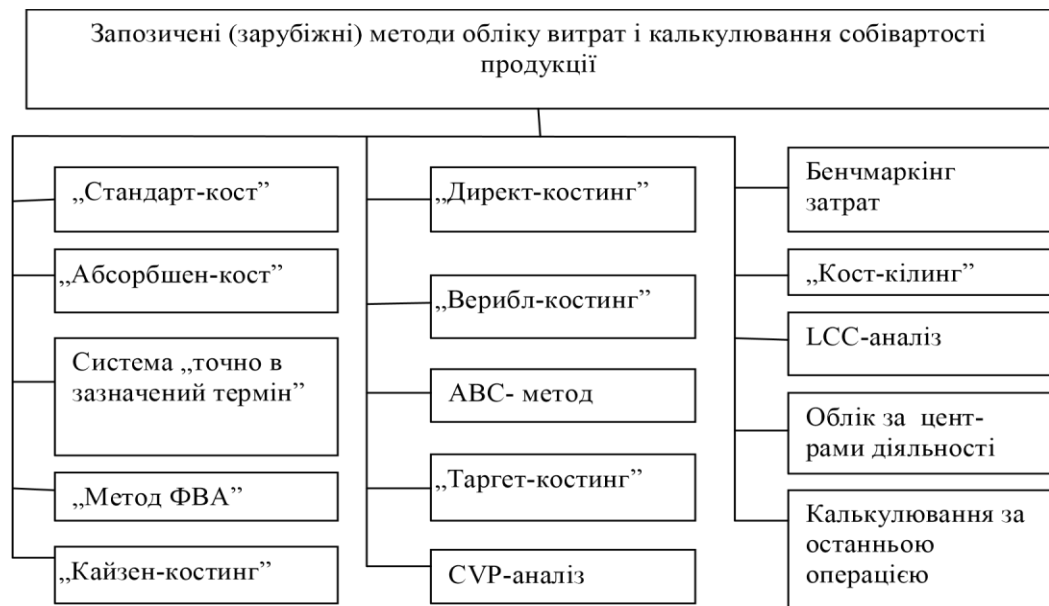 Запозичені (зарубіжні) методи обліку витрат і калькулювання собівартості
продукції
„Стандарт-кост”
„Абсорбшен-кост”
Система „точно в
зазначений термін”
„Метод ФВА”
„Кайзен-костинг”
„Директ-костинг”
„Верибл-костинг”
АВС- метод
„Таргет-костинг”
CVP-аналіз
Бенчмаркінг
затрат
„Кост-кілинг”
LCC-аналіз
Облік за цент-
рами діяльності
Калькулювання за
останньою
операцією